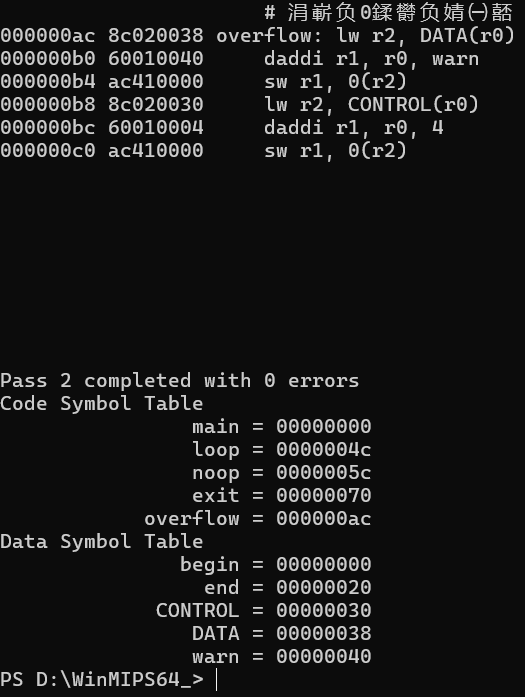 # 涓嶄负0鍒欎负婧㈠嚭
000000ac 8c020038 overflow: lw r2, DATA(r0)
000000b0 60010040 daddi r1, r0, warn
000000b4 ac410000 sw r1, 0(r2)
000000b8 8c020030 lw r2, CONTROL(r0)
000000bc 60010004 daddi r1, r0, 4
000000c0 ac410000 sw r1, 0(r2)
Pass 2 completed with 0 errors
Code Symbol Table
main = 00000000
loop = 0000004c
noop = 0000005c
exit = 00000070
overflow = 000000ac
Data Symbol Table
begin = 00000000
end = 00000020
CONTROL = 00000030
DATA = 00000038
warn = 00000040
PS D:\WinMIPS64_>